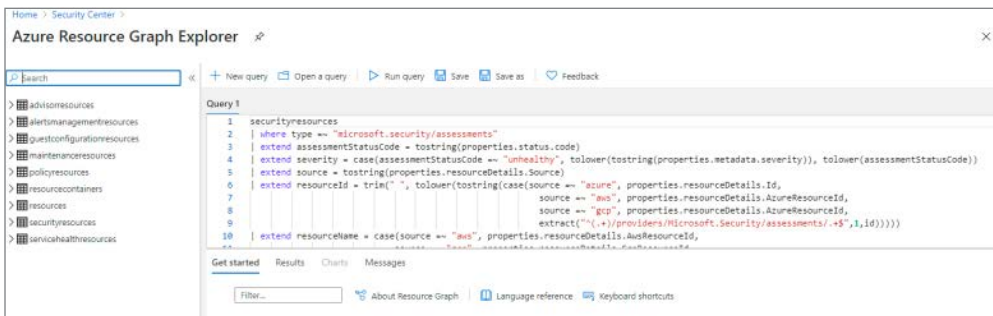 Home > Security Center >
Azure Resource Graph Explorer
Search
«
New query Open a query Run query Save Save as Feedback
advisorresources
alertsmanagementresources
guestconfigurationresources
maintenanceresources
policyresources
resourcecontainers
resources
securityresources
servicehealthresources
Query 1
1 securityresources
2 | where type =~ "microsoft.security/assessments"
3 | extend assessmentStatusCode = tostring(properties.status.code)
4 | extend severity = case(assessmentStatusCode =~ "unhealthy", tolower(tostring(properties.metadata.severity)), tolower(assessmentStatusCode))
5 | extend source = tostring(properties.resourceDetails.Source)
6 | extend resourceId = trim(" ", tolower(tostring(case(source =~ "azure", properties.resourceDetails.Id,
7 source =~ "aws", properties.resourceDetails.AzureResourceId,
8 source =~ "gcp", properties.resourceDetails.AzureResourceId,
9 extract("^(.+)/providers/Microsoft.Security/assessments/.+$",1,id)))))
10 | extend resourceName = case(source =~ "aws", properties.resourceDetails.AwsResourceId,
Get started Results Charts Messages
Filter... About Resource Graph Language reference Keyboard shortcuts